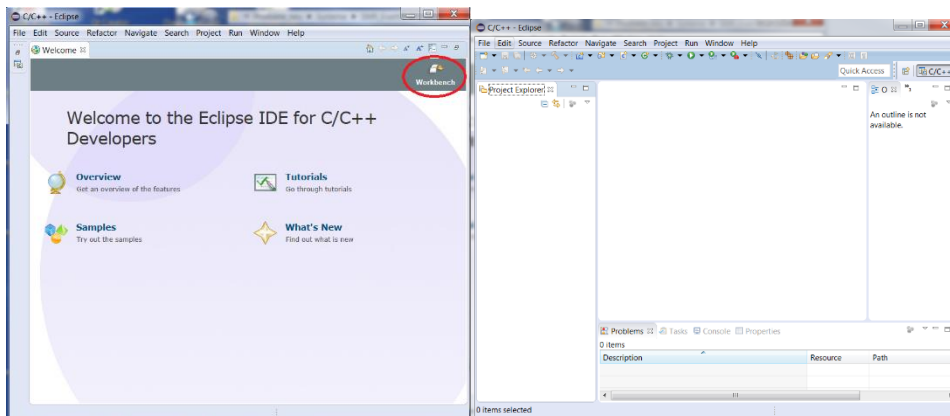 C/C++ - Eclipse
File Edit Source Refactor Navigate Search Project Run Window Help
Welcome
Workbench
Welcome to the Eclipse IDE for C/C++
Developers
Overview
Get an overview of the features
Tutorials
Go through tutorials
Samples
Try out the samples
What's New
Find out what is new
C/C++ - Eclipse
File Edit Source Refactor Navigate Search Project Run Window Help
Quick Access
C/C++
Project Explorer
O
An outline is not
available.
Problems Tasks Console Properties
0 items
Description Resource Path
0 items selected